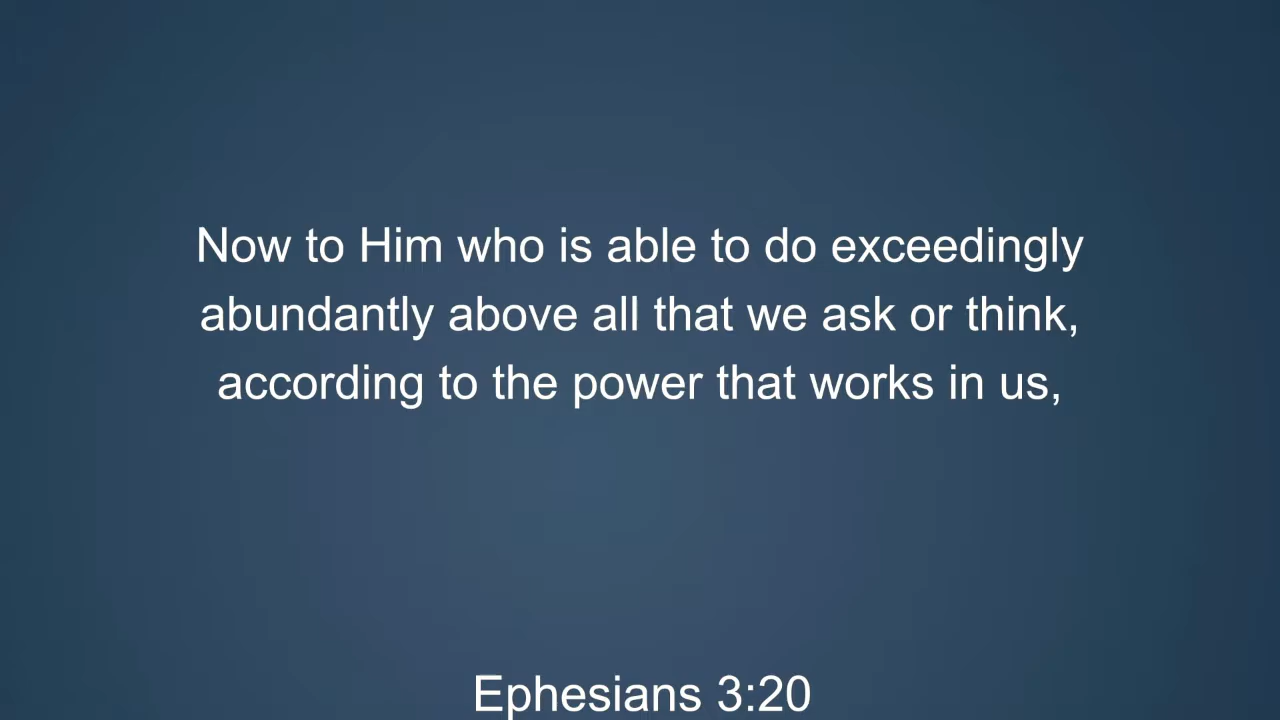 Now to Him who is able to do exceedingly
abundantly above all that we ask or think,
according to the power that works in us,
Ephesians 3:20